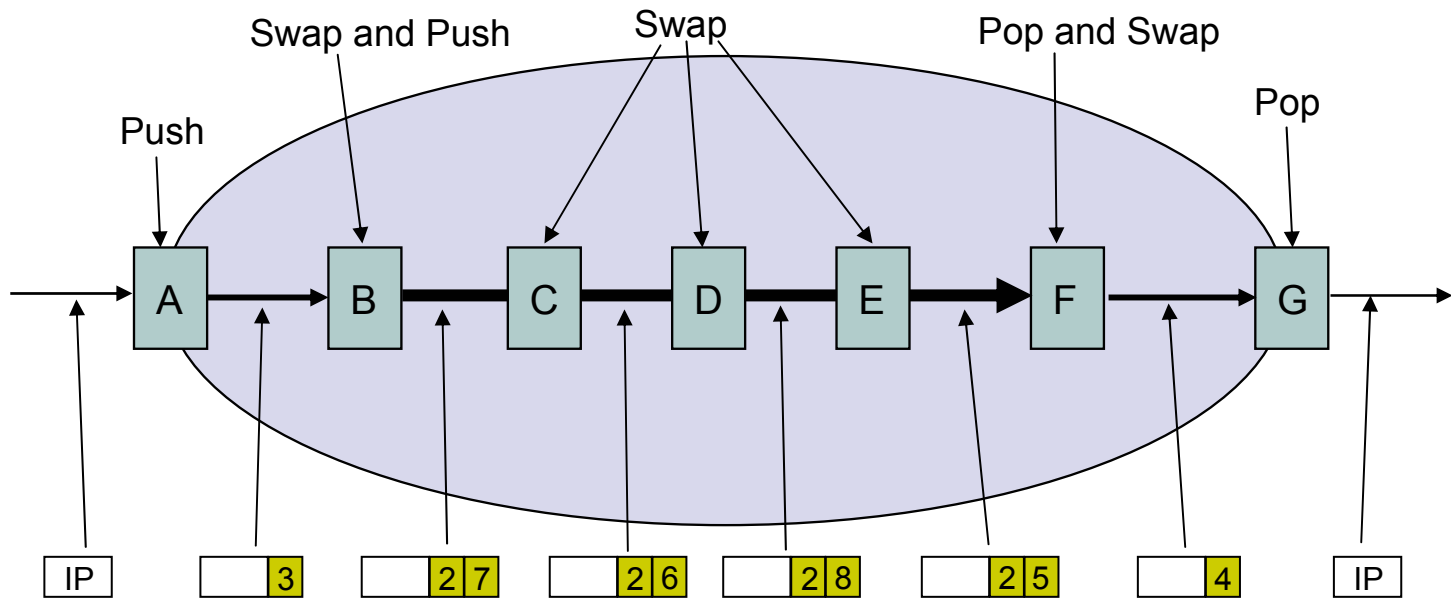 Swap and Push
Swap
Pop and Swap
Push
Pop
A
B
C
D
E
F
G
IP
3
2 7
2 6
2 8
2 5
4
IP